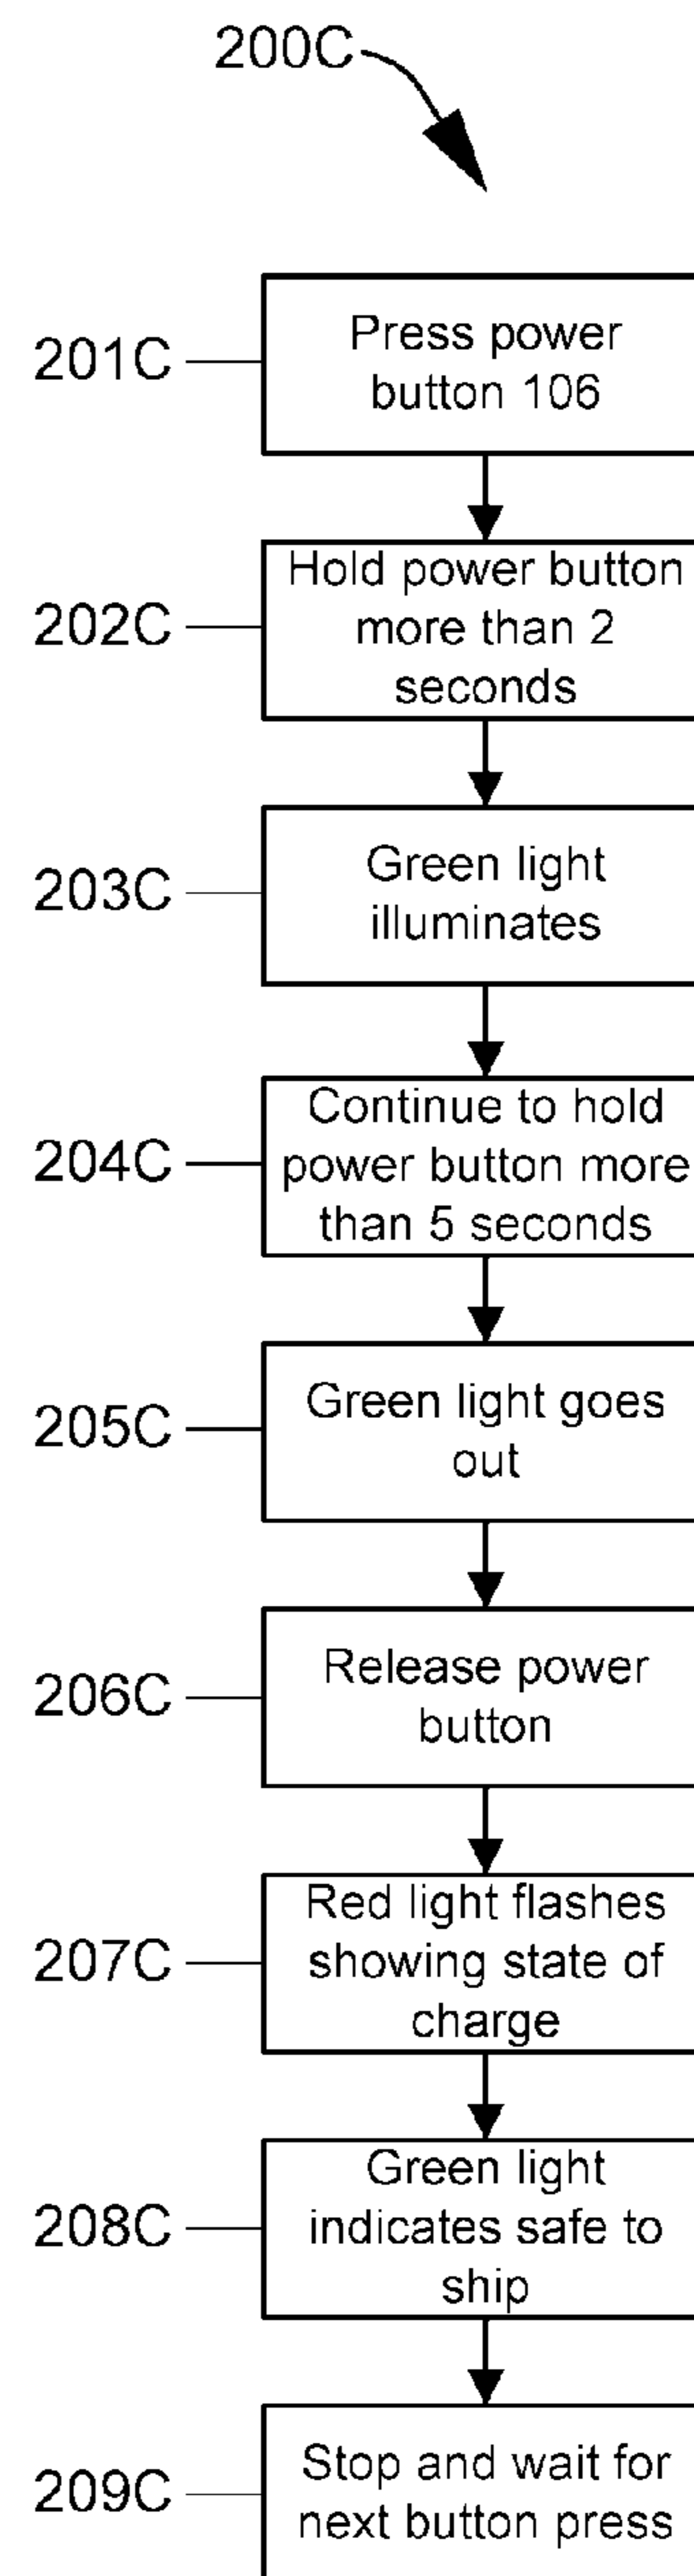 200C
201C
Press power
button 106
202C
Hold power button
more than 2
seconds
203C
Green light
illuminates
204C
Continue to hold
power button more
than 5 seconds
205C
Green light goes
out
206C
Release power
button
207C
Red light flashes
showing state of
charge
208C
Green light
indicates safe to
ship
209C
Stop and wait for
next button press